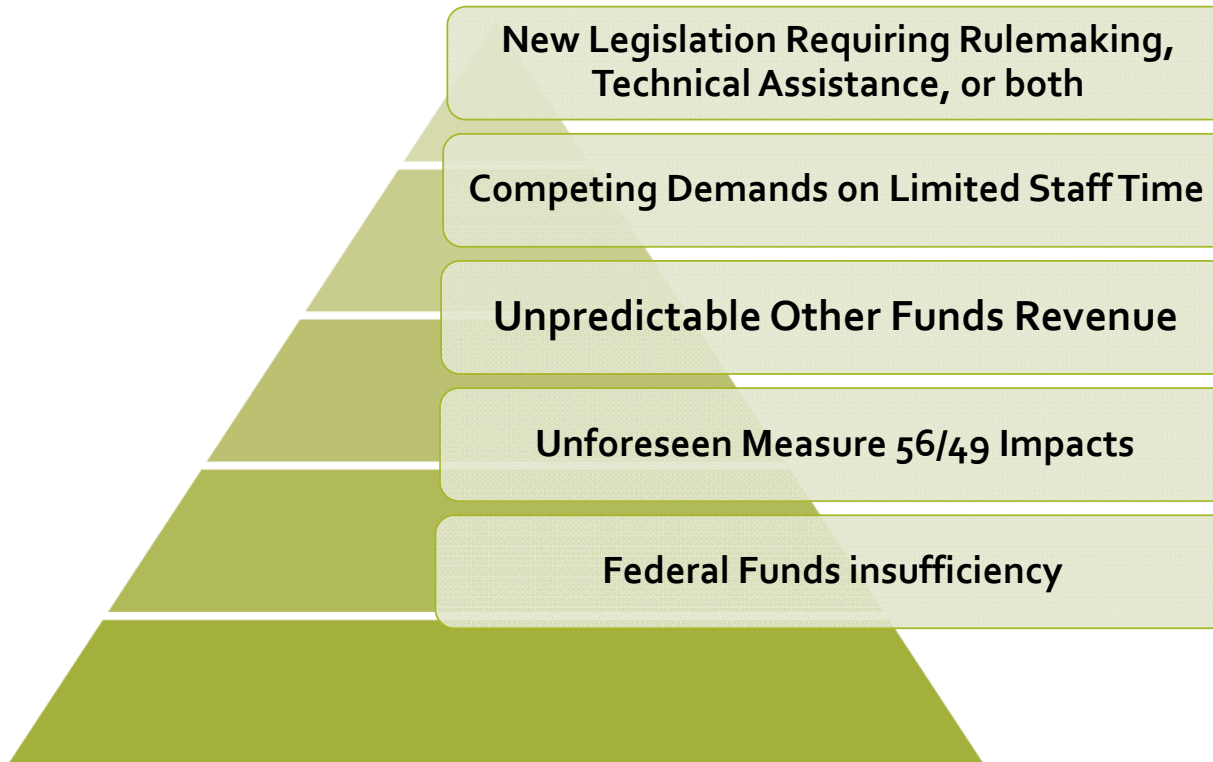 New Legislation Requiring Rulemaking,
Technical Assistance, or both
Competing Demands on Limited Staff Time
Unpredictable Other Funds Revenue
Unforeseen Measure 56/49 Impacts
Federal Funds insufficiency